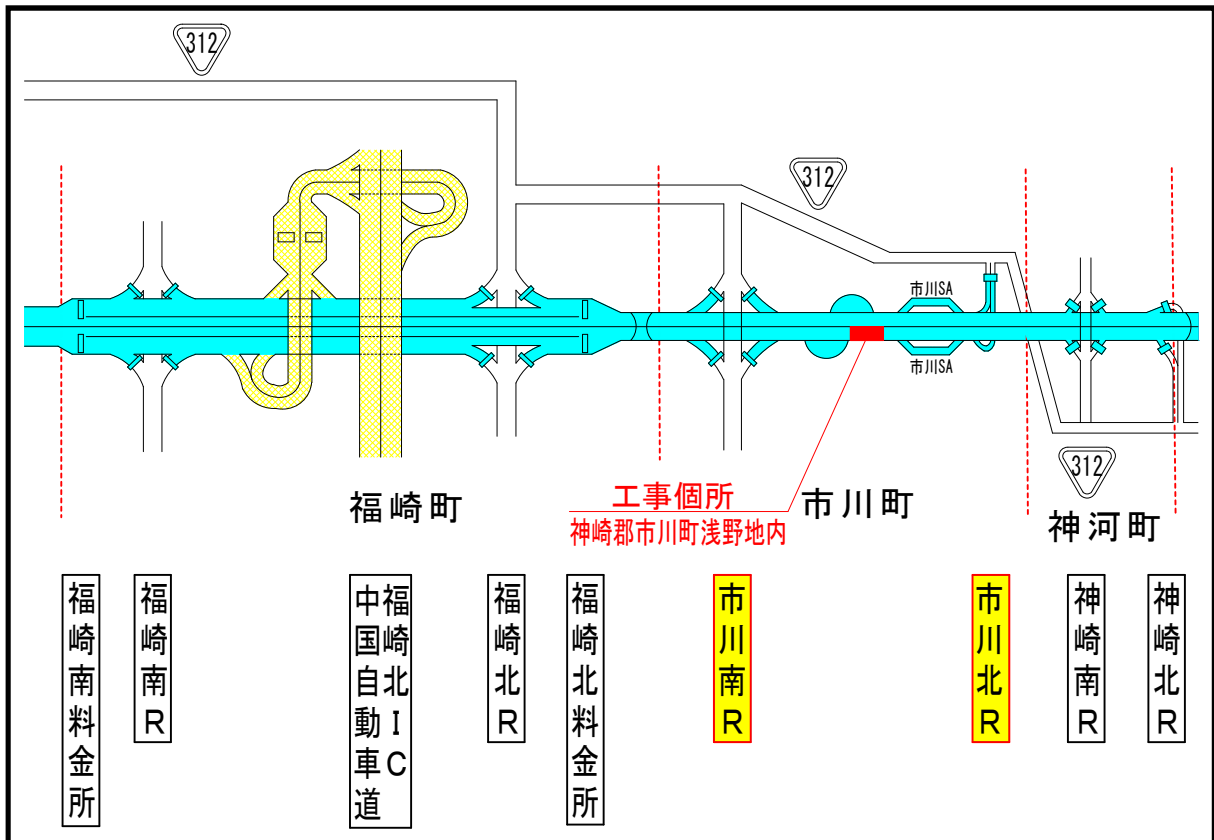 312
312
市川SA
市川SA
312
福崎町
工事個所
神崎郡市川町浅野地内
市川町
神河町
福崎南料金所
福崎南R
福崎北IC
中国自動車道
福崎北R
福崎北料金所
市川南R
市川北R
神崎南R
神崎北R